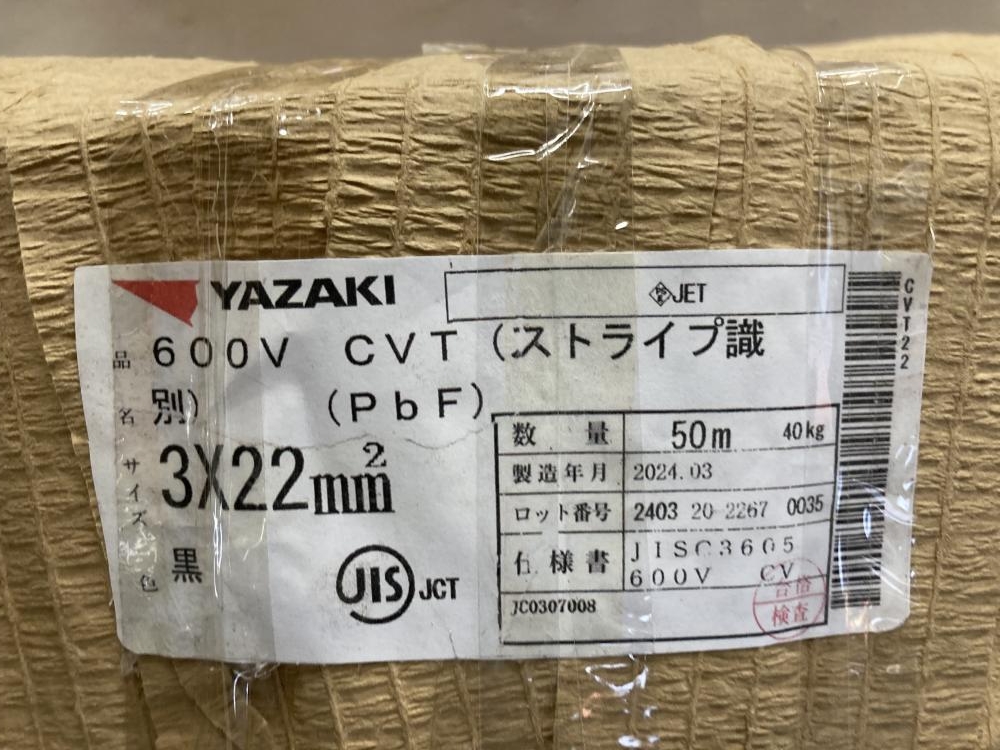 YAZAKI
PS E JET
品名 600V CVT(ストライプ識
別) (PbF)
サイズ 3X22mm²
色 黒
JIS JCT
数量 50m 40kg
製造年月 2024.03
ロット番号 2403 20 2267 0035
仕様書 JISC3605
600V CV
JC0307008
合格
検査
CVT22